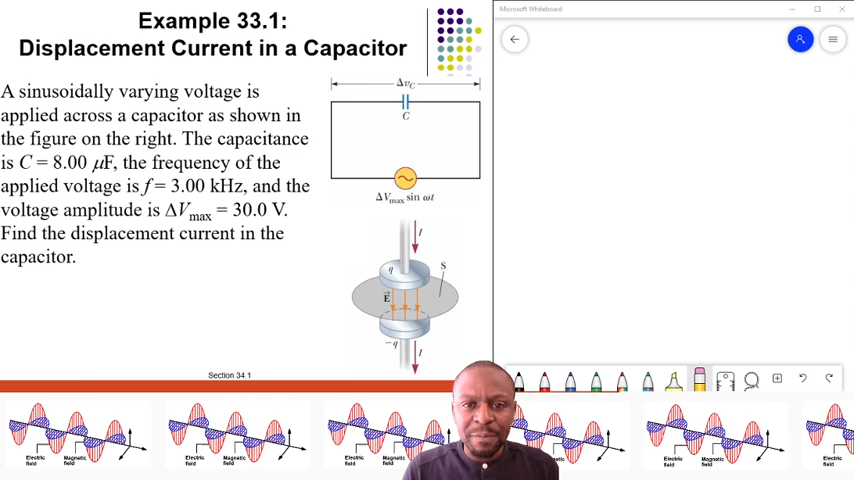 Example 33.1:
Displacement Current in a Capacitor
A sinusoidally varying voltage is
applied across a capacitor as shown in
the figure on the right. The capacitance
is C = 8.00 μF, the frequency of the
applied voltage is f = 3.00 kHz, and the
voltage amplitude is ΔVmax = 30.0 V.
Find the displacement current in the
capacitor.
Δv_C
C
ΔVmax sin ωt
I
q
S
E
−q
I
Section 34.1
Microsoft Whiteboard
Electric field
Magnetic field
Electric field
Magnetic field
Electric field
Magnetic field
field
Electric field
Magnetic field
Electric field